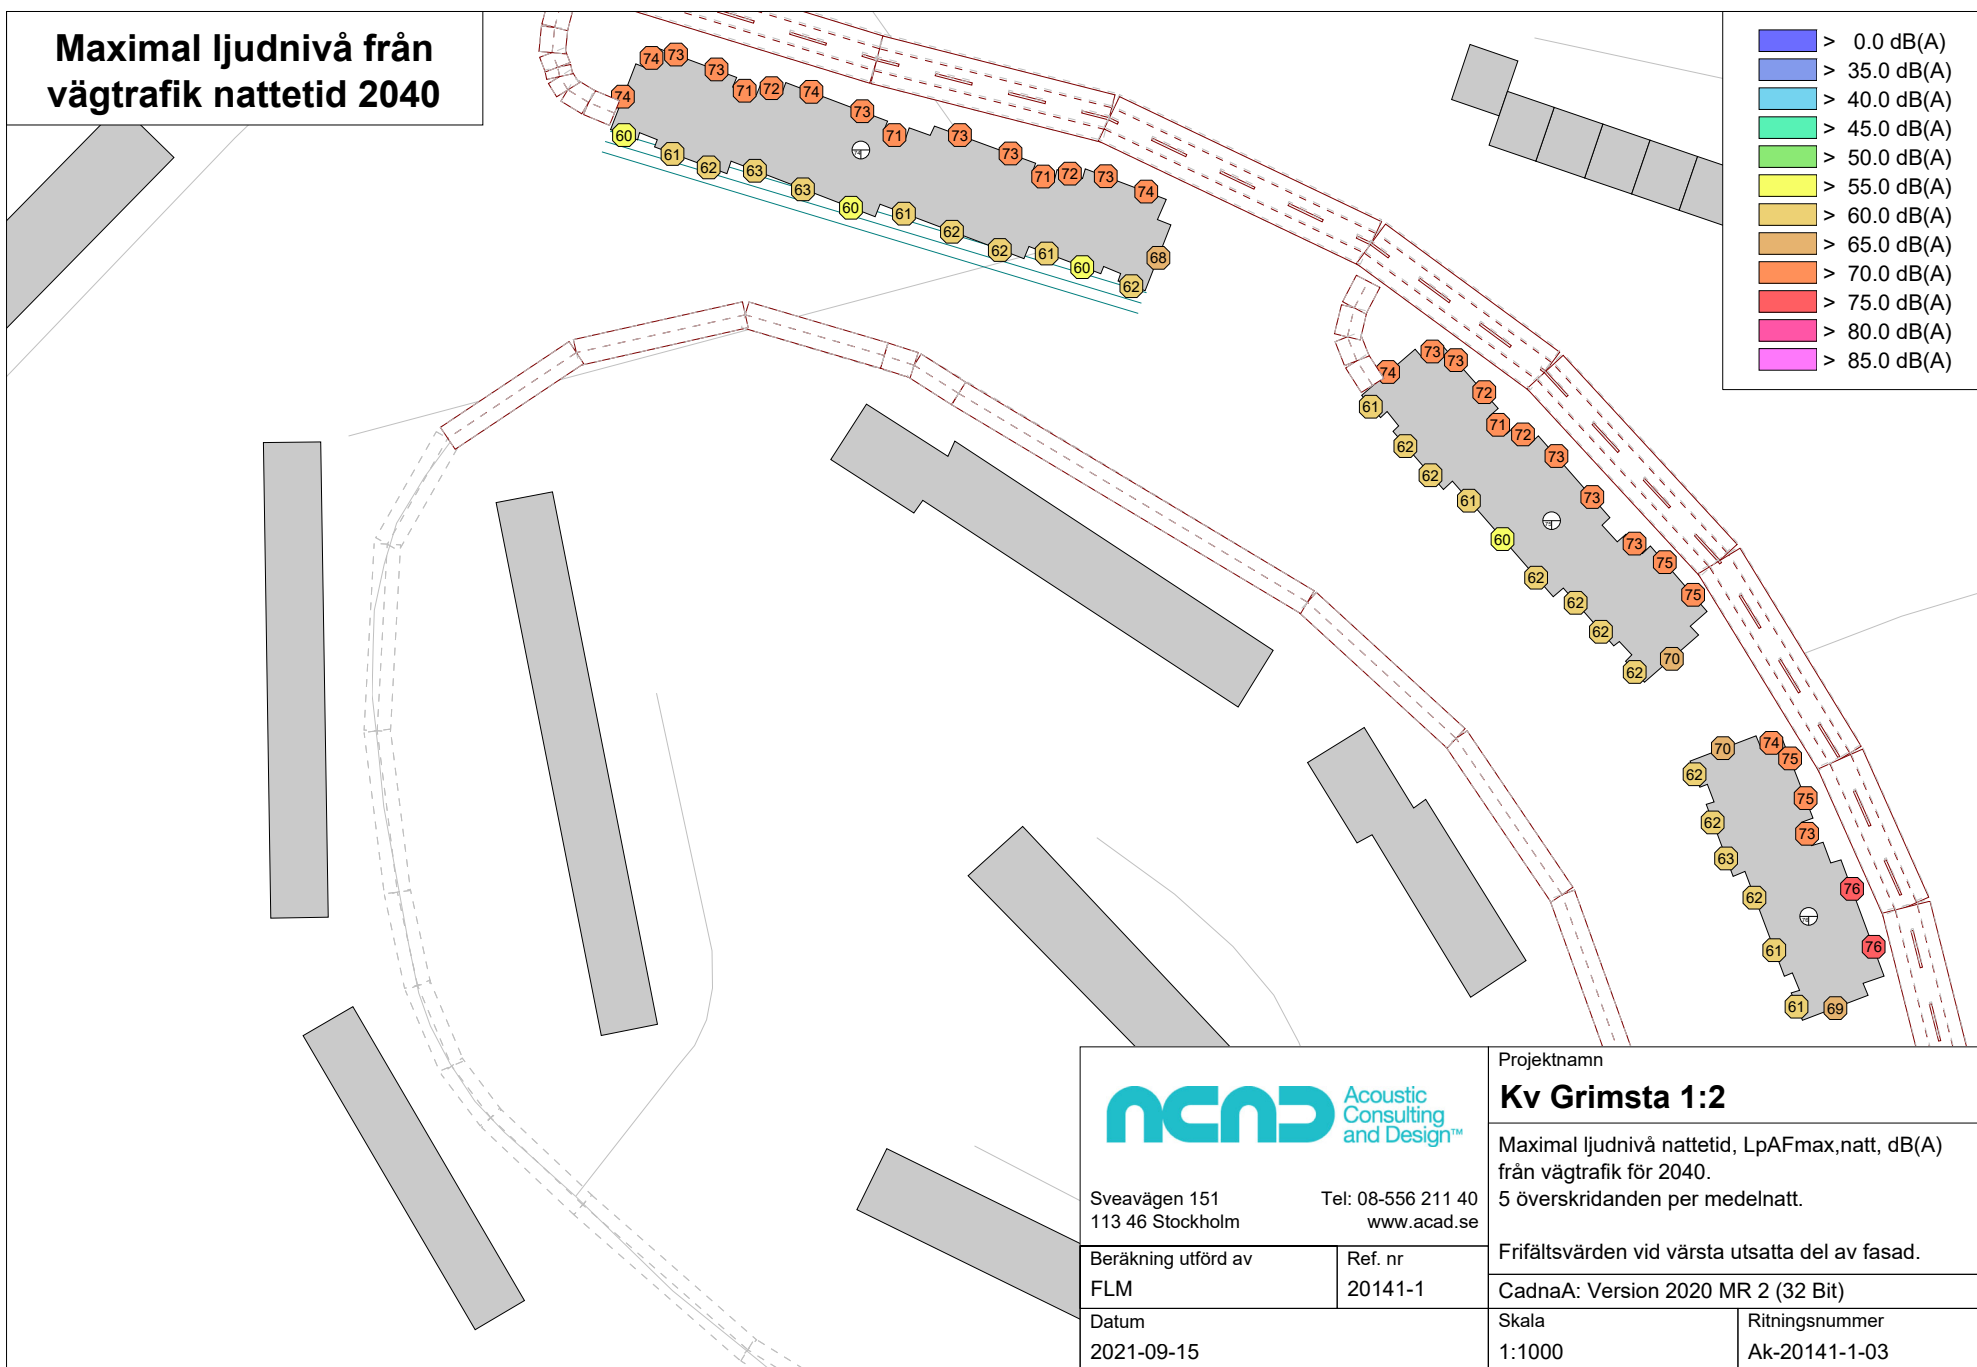 Maximal ljudnivå från
vägtrafik nattetid 2040
> 0.0 dB(A)
> 35.0 dB(A)
> 40.0 dB(A)
> 45.0 dB(A)
> 50.0 dB(A)
> 55.0 dB(A)
> 60.0 dB(A)
> 65.0 dB(A)
> 70.0 dB(A)
> 75.0 dB(A)
> 80.0 dB(A)
> 85.0 dB(A)
74
73
73
71
72
74
73
71
73
73
71
72
73
74
74
60
61
62
63
63
60
61
62
62
61
60
62
68
74
73
73
72
71
72
73
73
73
75
75
70
61
62
62
61
60
62
62
62
62
70
74
75
75
73
76
76
69
62
62
63
62
61
61
ACAD
Acoustic
Consulting
and Design™
Sveavägen 151 Tel: 08-556 211 40
113 46 Stockholm www.acad.se
Beräkning utförd av
FLM
Ref. nr
20141-1
Datum
2021-09-15
Projektnamn
Kv Grimsta 1:2
Maximal ljudnivå nattetid, LpAFmax,natt, dB(A)
från vägtrafik för 2040.
5 överskridanden per medelnatt.
Frifältsvärden vid värsta utsatta del av fasad.
CadnaA: Version 2020 MR 2 (32 Bit)
Skala
1:1000
Ritningsnummer
Ak-20141-1-03